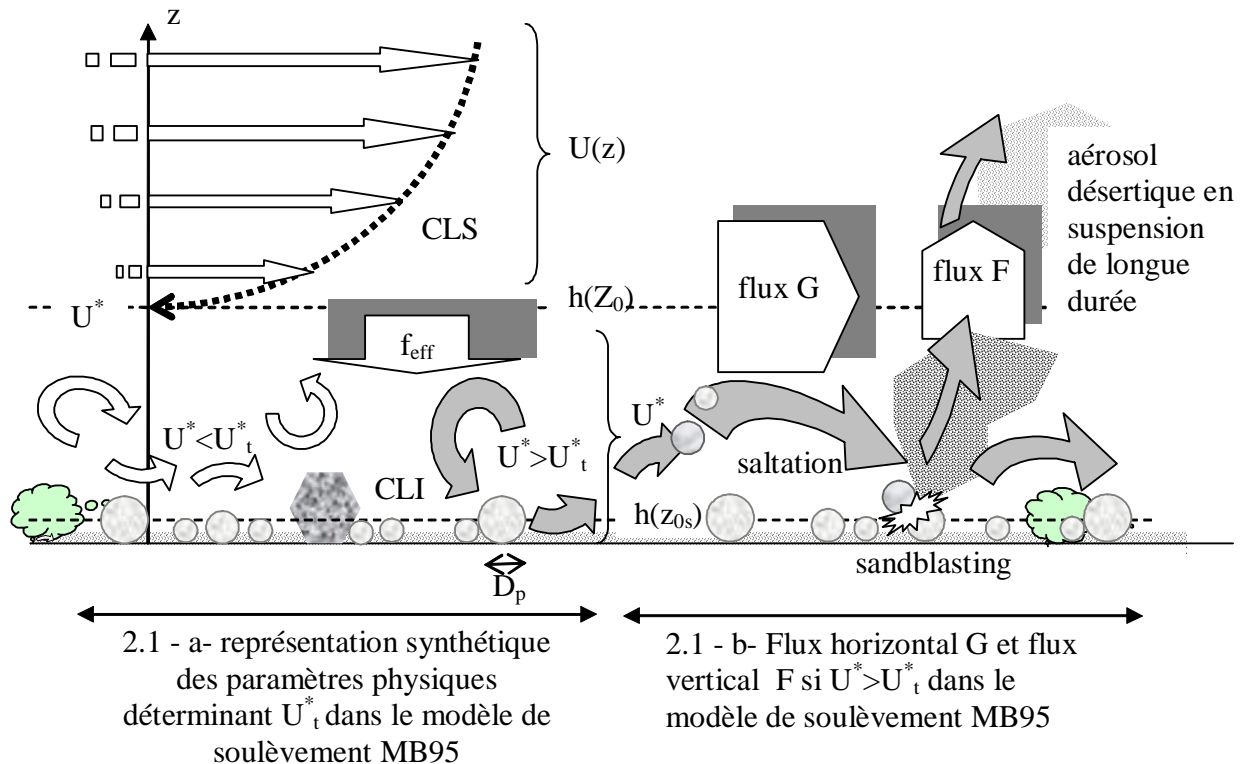 z
U(z)
CLS
aérosol
désertique en
suspension
de longue
durée
flux G
flux F
U*
h(Z0)
feff
U*
U*<U*t
U*>U*t
saltation
CLI
h(z0s)
sandblasting
Dp
2.1 - a- représentation synthétique
des paramètres physiques
déterminant U*t dans le modèle de
soulèvement MB95
2.1 - b- Flux horizontal G et flux
vertical F si U*>U*t dans le
modèle de soulèvement MB95